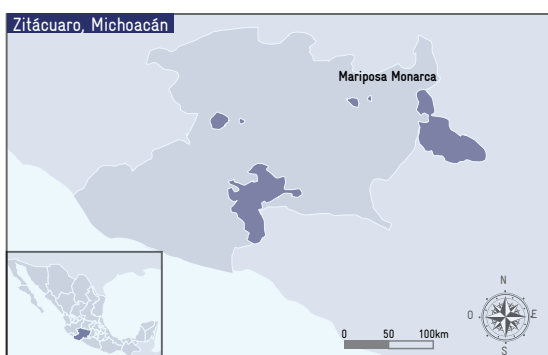 Zitácuaro, Michoacán
Mariposa Monarca
N
O E
S
0 50 100km